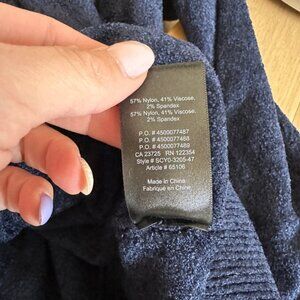 57% Nylon, 41% Viscose,
2% Spandex
57% Nylon, 41% Viscose,
2% Spandex
P.O. # 4500077487
P.O. # 4500077488
P.O. # 4500077489
CA 23725 RN 122354
Style # SCY0-3205-47
Article # 65106
Made in China
Fabriqué en Chine